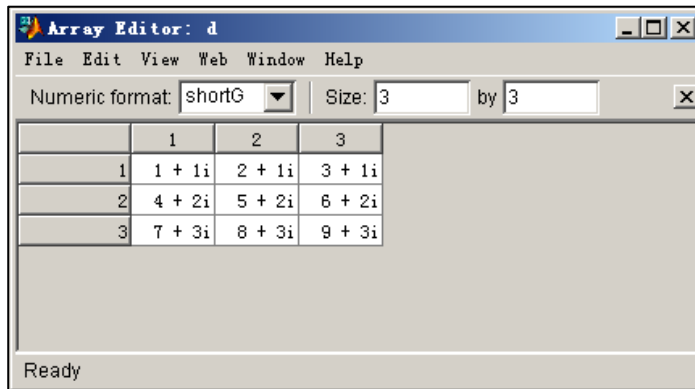 Array Editor: d
File Edit View Web Window Help
Numeric format: shortG Size: 3 by 3
1 2 3
1 1 + 1i 2 + 1i 3 + 1i
2 4 + 2i 5 + 2i 6 + 2i
3 7 + 3i 8 + 3i 9 + 3i
Ready